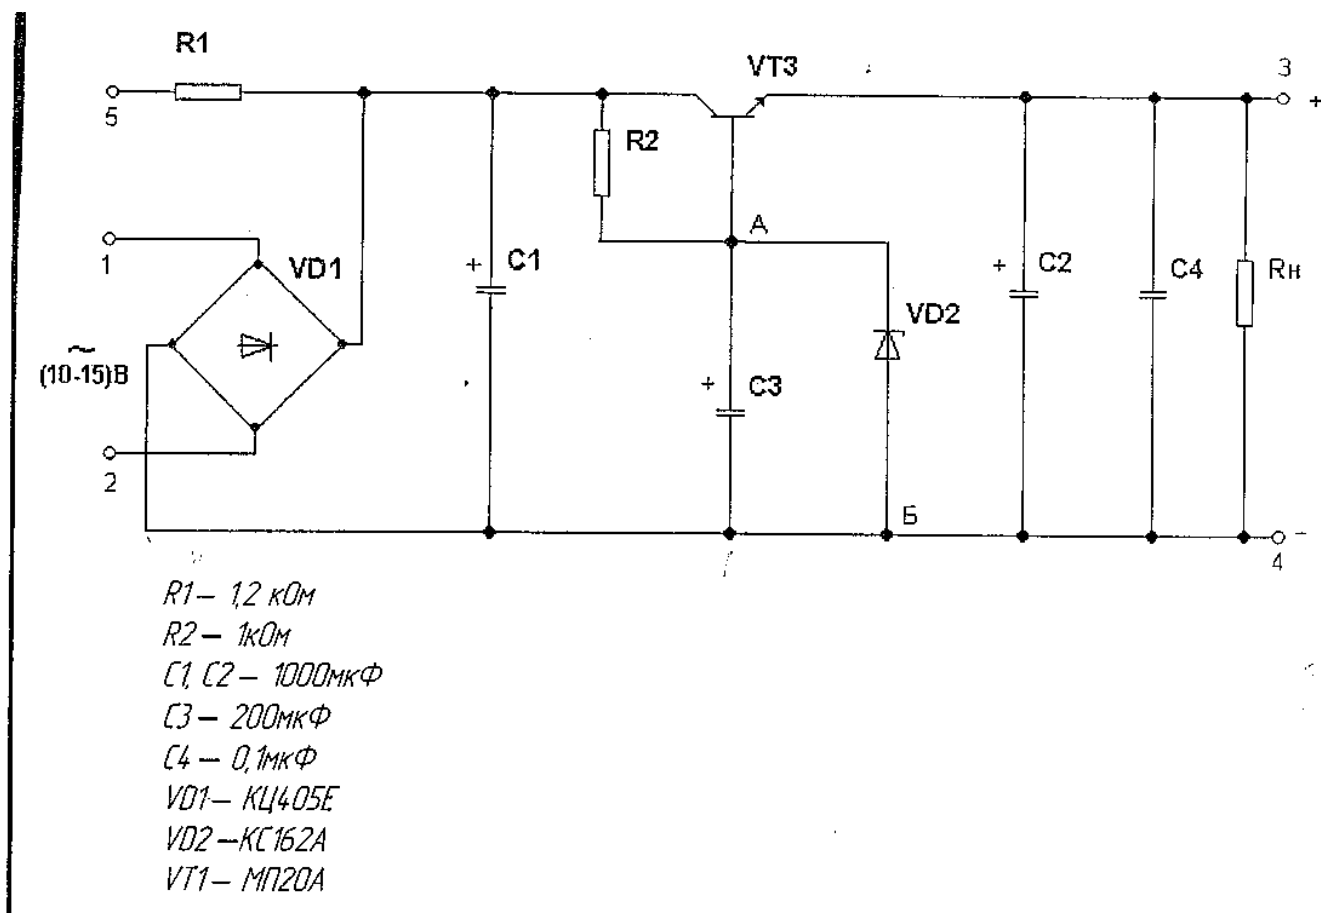 R1
VT3
3
+
5
R2
А
1
VD1
+ C1
+ C2
C4
Rн
VD2
~
(10-15)В
+ C3
2
Б
-
4
R1 – 1,2 кОм
R2 – 1кОм
C1, C2 – 1000мкФ
C3 – 200мкФ
C4 – 0,1мкФ
VD1 – КЦ405Е
VD2 – КС162А
VT1 – МП20А